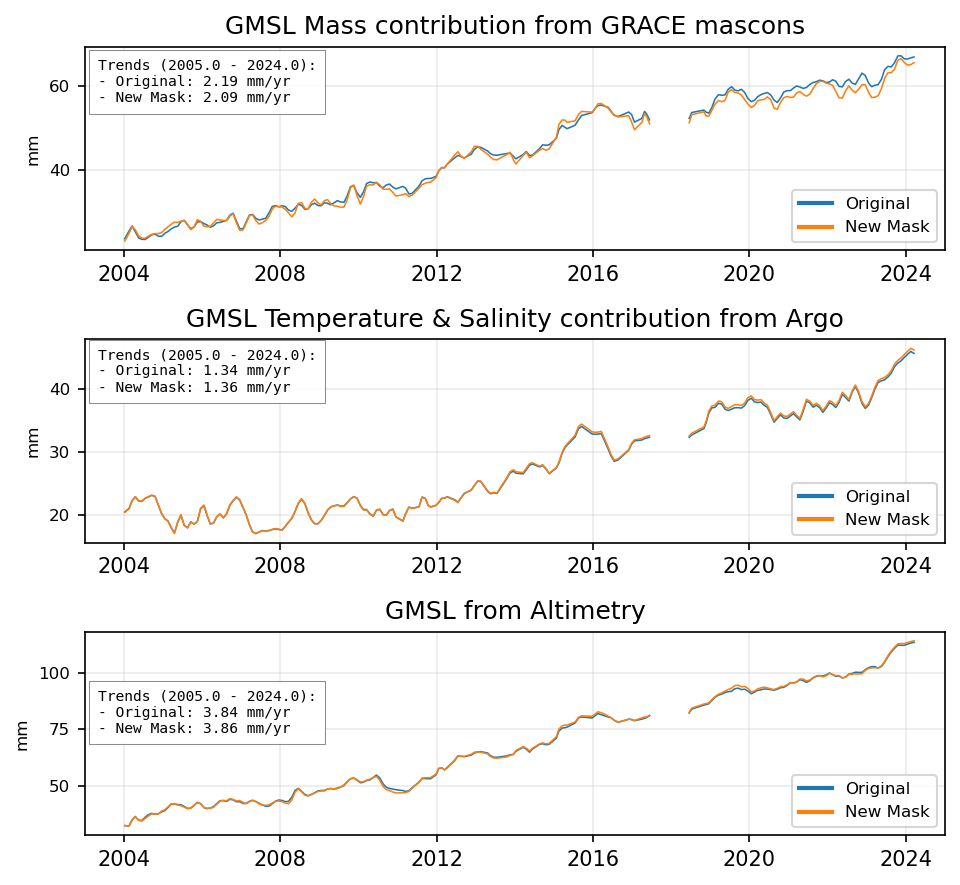 GMSL Mass contribution from GRACE mascons
Trends (2005.0 - 2024.0):
- Original: 2.19 mm/yr
- New Mask: 2.09 mm/yr
60
40
mm
Original
New Mask
2004 2008 2012 2016 2020 2024
GMSL Temperature & Salinity contribution from Argo
Trends (2005.0 - 2024.0):
- Original: 1.34 mm/yr
- New Mask: 1.36 mm/yr
40
30
20
mm
Original
New Mask
2004 2008 2012 2016 2020 2024
GMSL from Altimetry
100
75
50
mm
Trends (2005.0 - 2024.0):
- Original: 3.84 mm/yr
- New Mask: 3.86 mm/yr
Original
New Mask
2004 2008 2012 2016 2020 2024